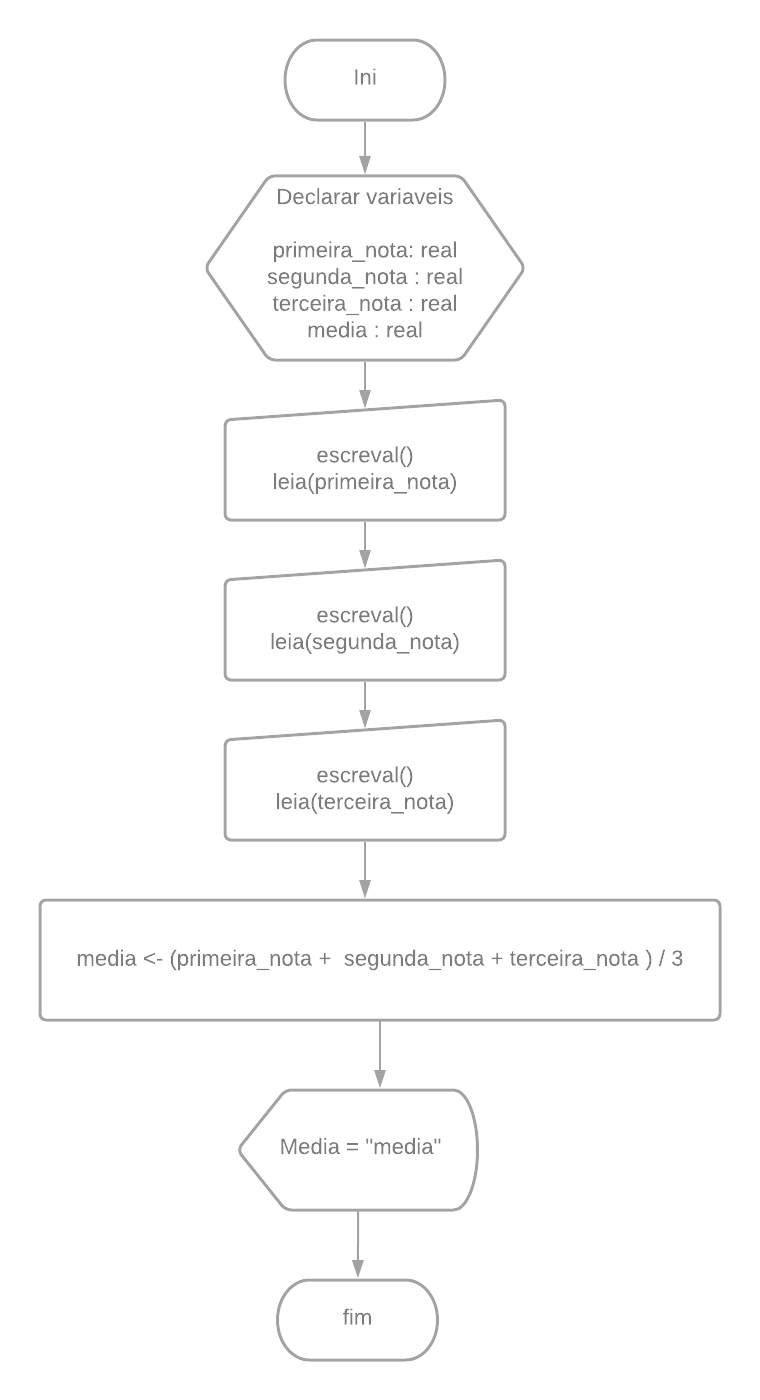 Ini
Declarar variaveis
primeira_nota: real
segunda_nota : real
terceira_nota : real
media : real
escreval()
leia(primeira_nota)
escreval()
leia(segunda_nota)
escreval()
leia(terceira_nota)
media <- (primeira_nota +  segunda_nota + terceira_nota ) / 3
Media = "media"
fim